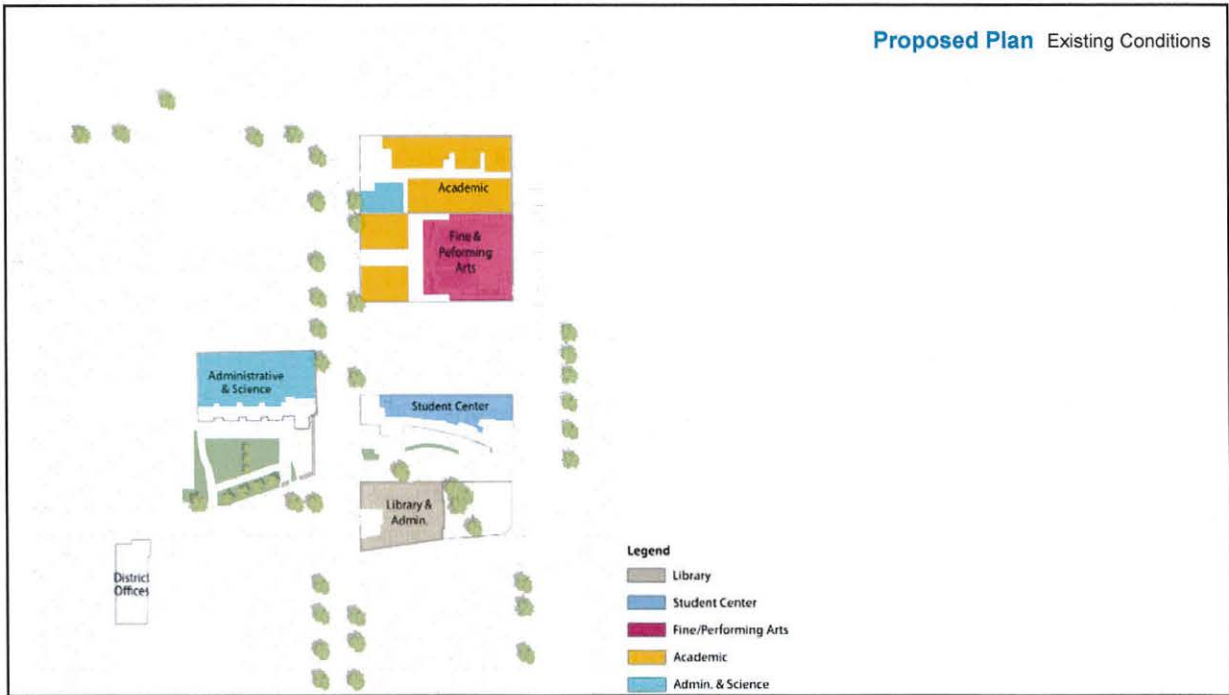 Proposed Plan Existing Conditions
Academic
Fine &
Peforming
Arts
Administrative
& Science
Student Center
Library &
Admin.
District
Offices
Legend
Library
Student Center
Fine/Performing Arts
Academic
Admin. & Science